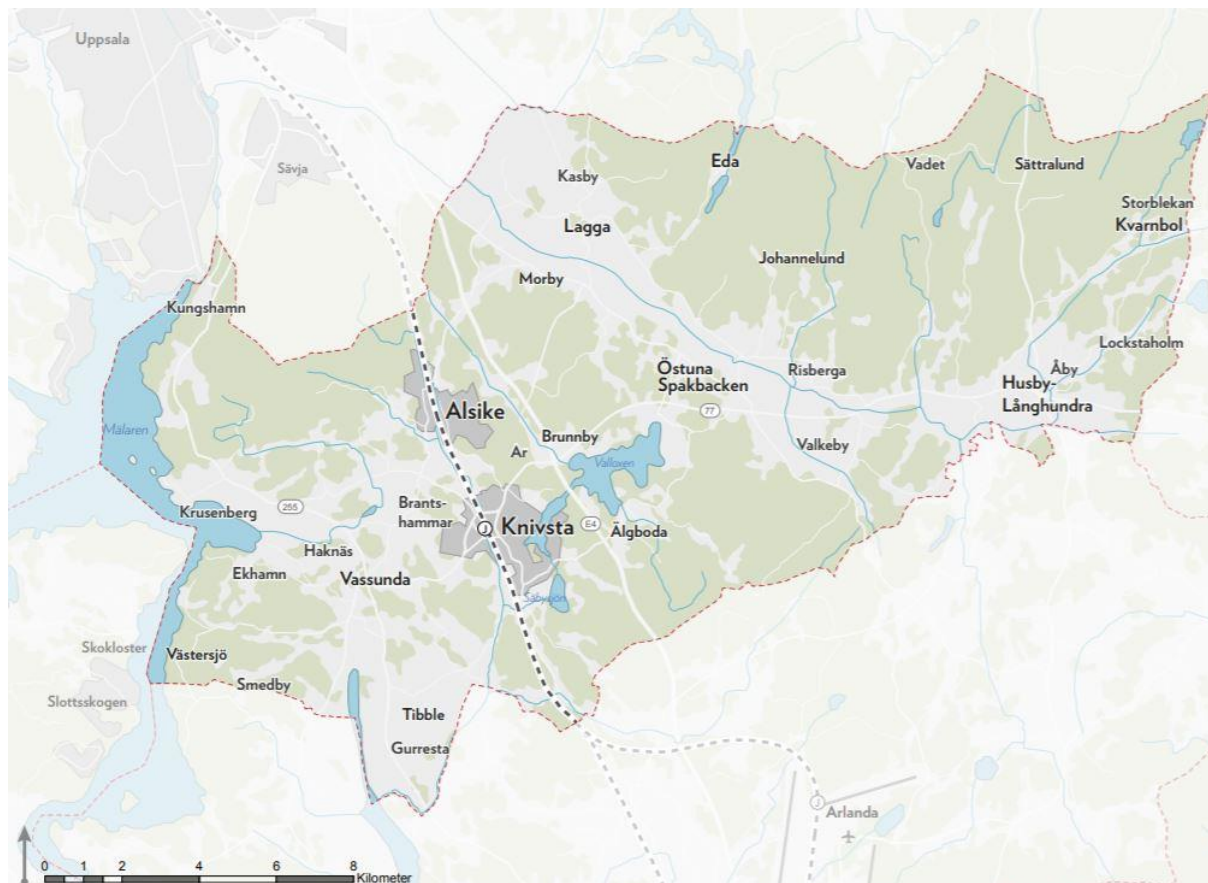 Uppsala
Sävja
Eda
Vadet
Sättralund
Kasby
Storblekan
Kvarnbol
Lagga
Johannelund
Morby
Kungshamn
Lockstaholm
Östuna
Spakbacken
Risberga
Åby
Husby-
Långhundra
Alsike
77
Mälaren
Brunnby
Ar
Valloxen
Valkeby
255
Krusenberg
Brants-
hammar
J
Knivsta
E4
Älgboda
Haknäs
Ekhamn
Vassunda
Säbysjön
Skokloster
Västersjö
Smedby
Slottsskogen
Tibble
Gurresta
J
Arlanda
0 1 2 4 6 8
Kilometer